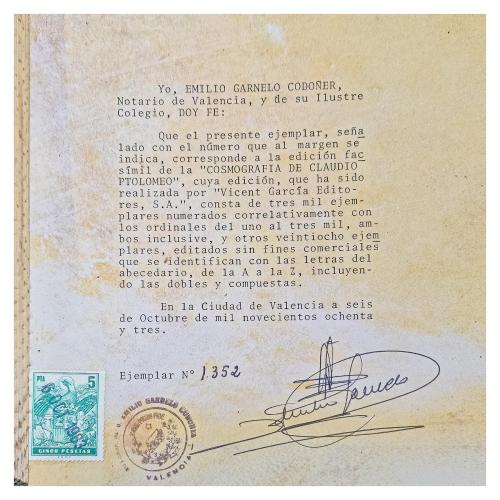 Yo, EMILIO GARNELO CODOÑER,
Notario de Valencia, y de su Ilustre
Colegio, DOY FE:
Que el presente ejemplar, seña
lado con el número que al margen se
indica, corresponde a la edición fac
símil de la "COSMOGRAFIA DE CLAUDIO
PTOLOMEO", cuya edición, que ha sido
realizada por "Vicent García Edito-
res, S.A.", consta de tres mil ejem-
plares numerados correlativamente con
los ordinales del uno al tres mil, am-
bos inclusive, y otros veintiocho ejem
plares, editados sin fines comerciales
que se identifican con las letras del
abecedario, de la A a la Z, incluyen-
do las dobles y compuestas.
En la Ciudad de Valencia a seis
de Octubre de mil novecientos ochenta
y tres.
Ejemplar Nº 1.352
PTA 5
CINCO PESETAS
EMILIO GARNELO CODOÑER
VALENCIA